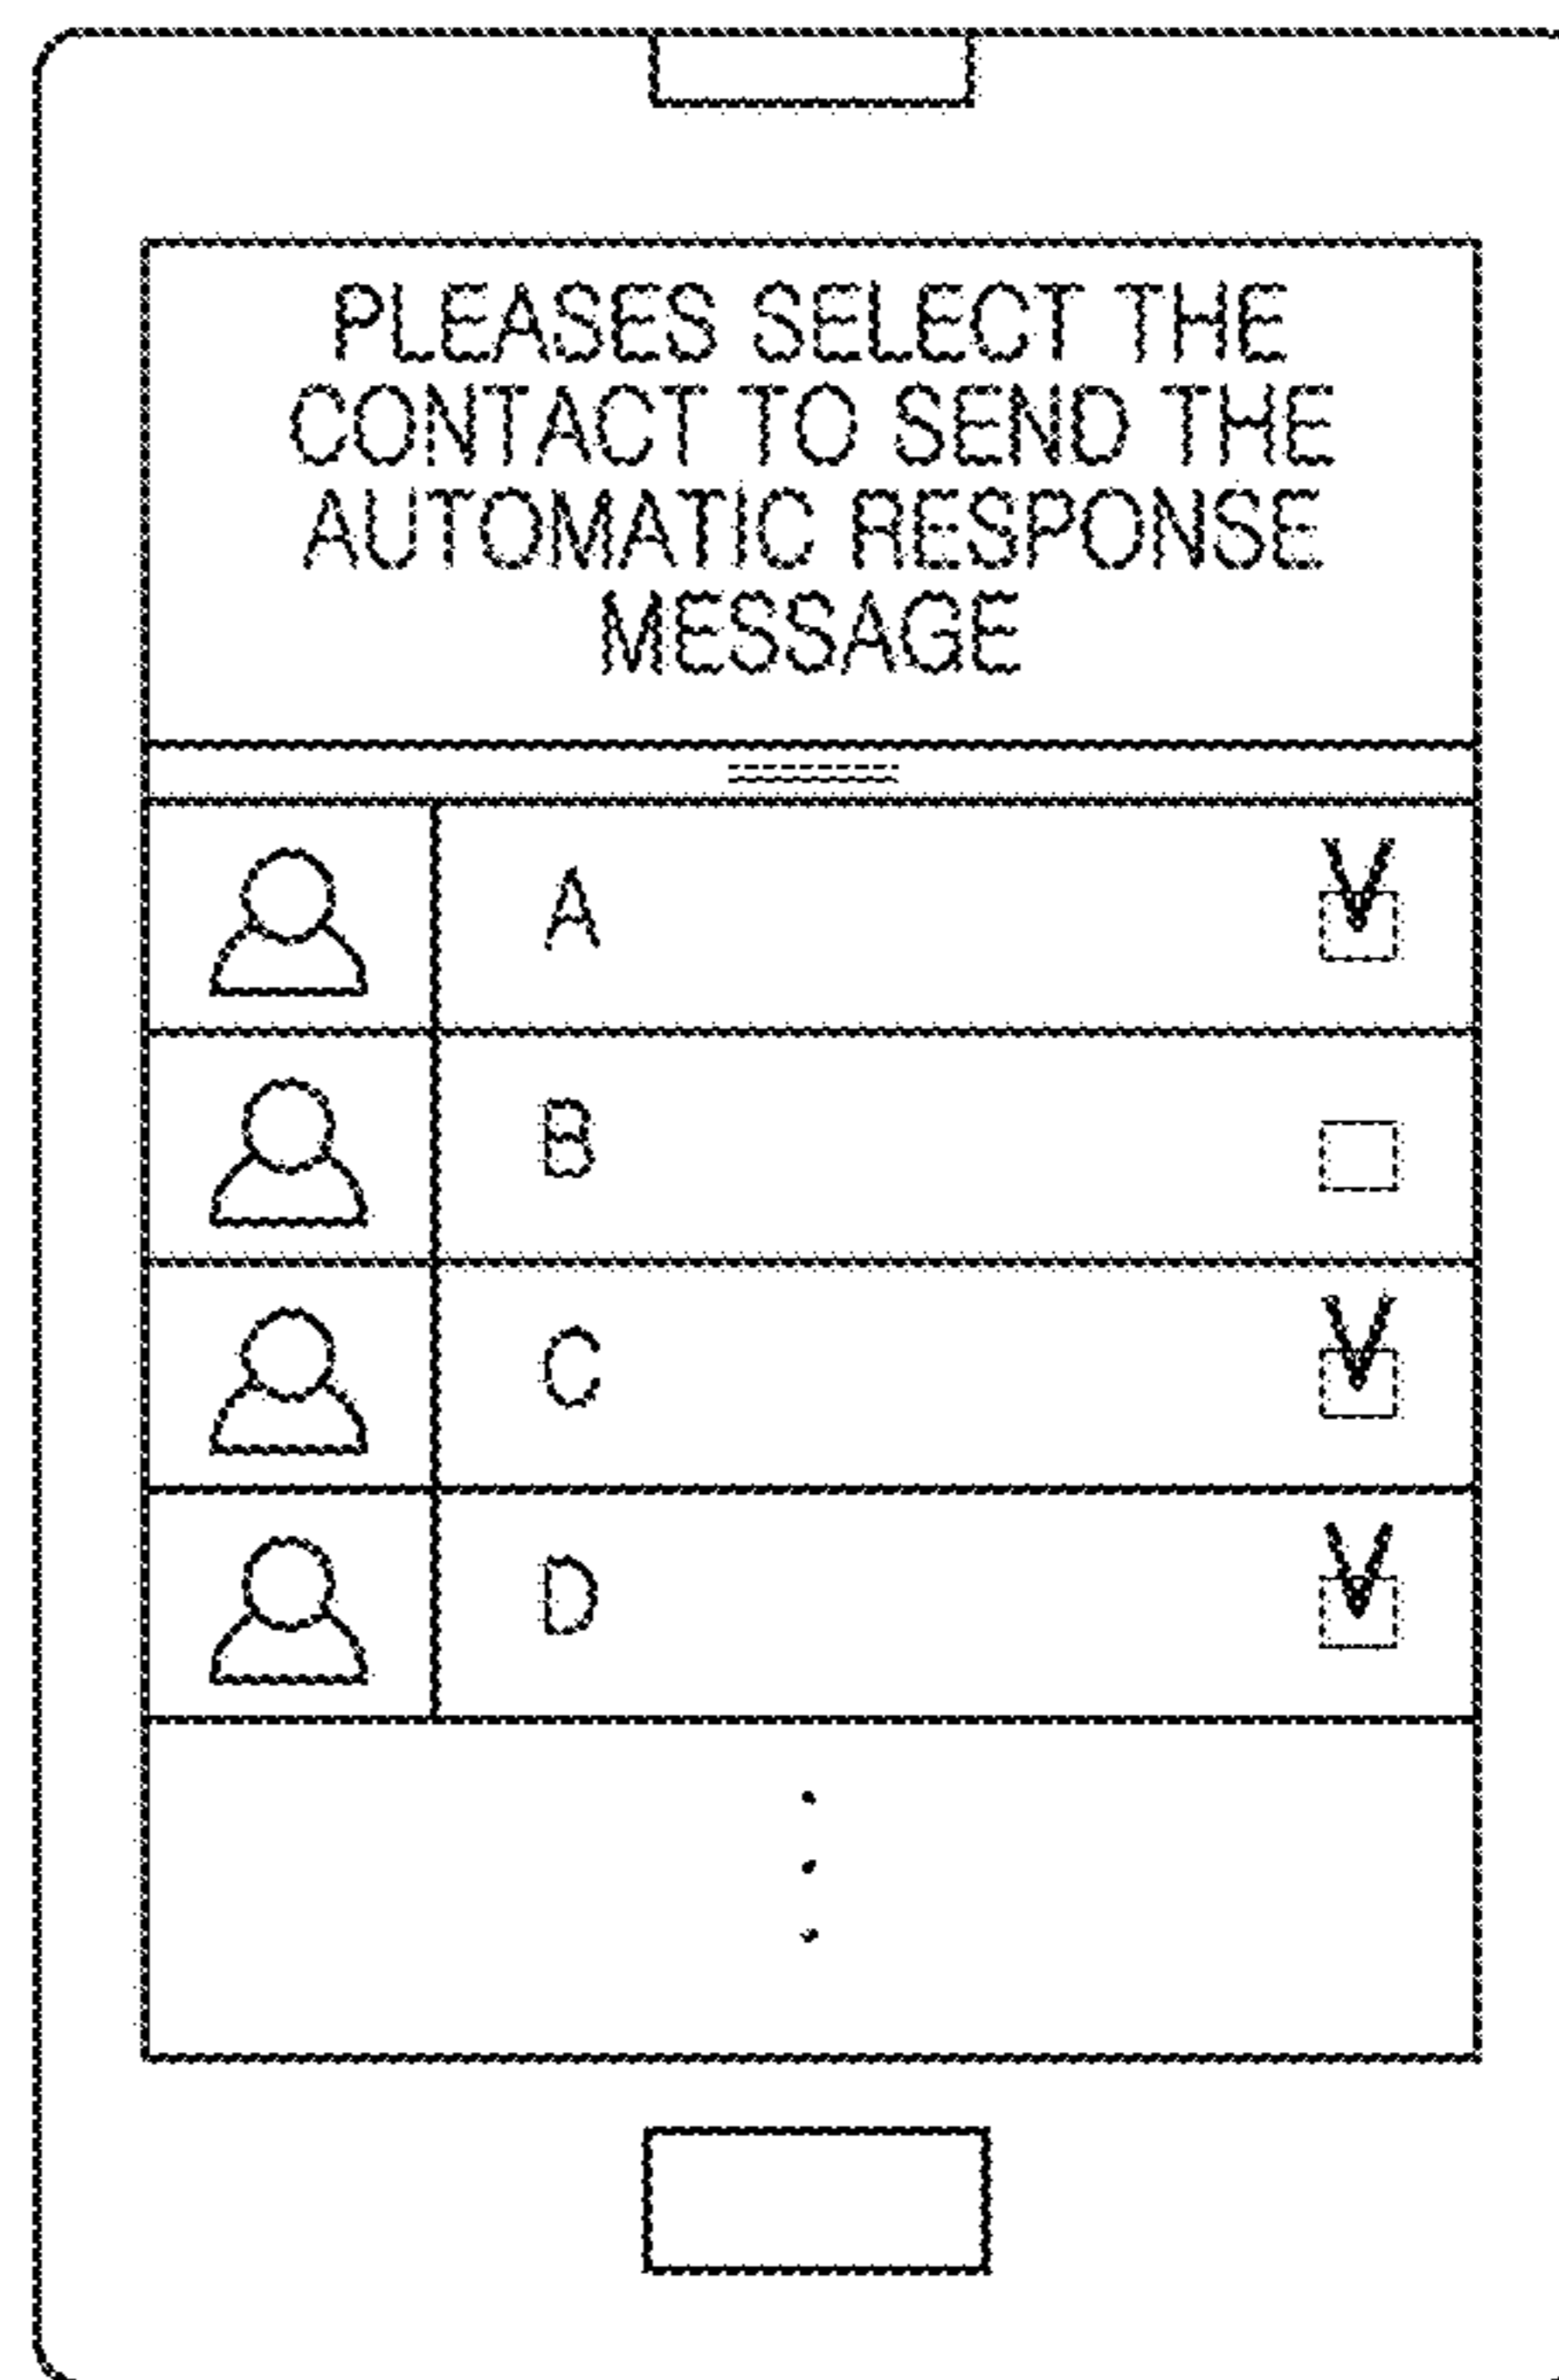 PLEASES SELECT THE
CONTACT TO SEND THE
AUTOMATIC RESPONSE
MESSAGE
A
B
C
D